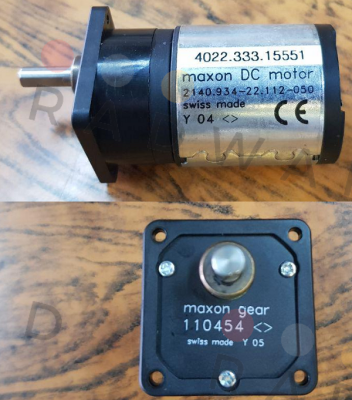 4022.333.15551
maxon DC motor
2140.934-22.112-050
swiss made
Y 04 <> CE
maxon gear
110454 <>
swiss made Y 05